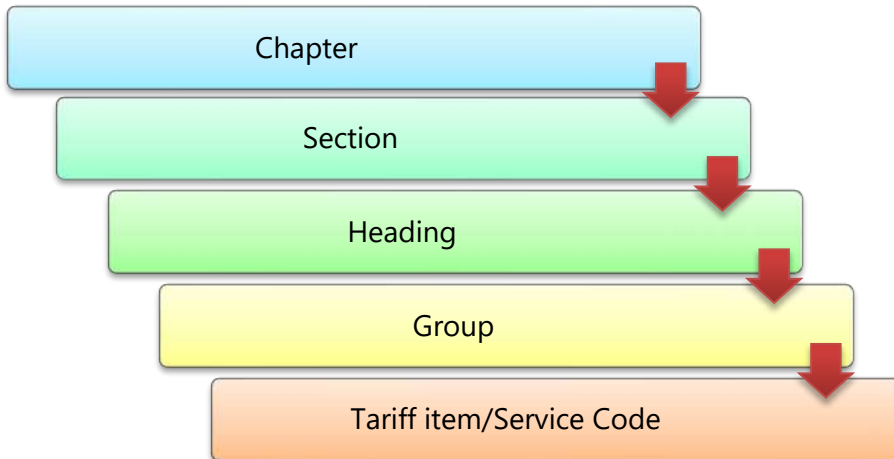 Chapter
Section
Heading
Group
Tariff item/Service Code